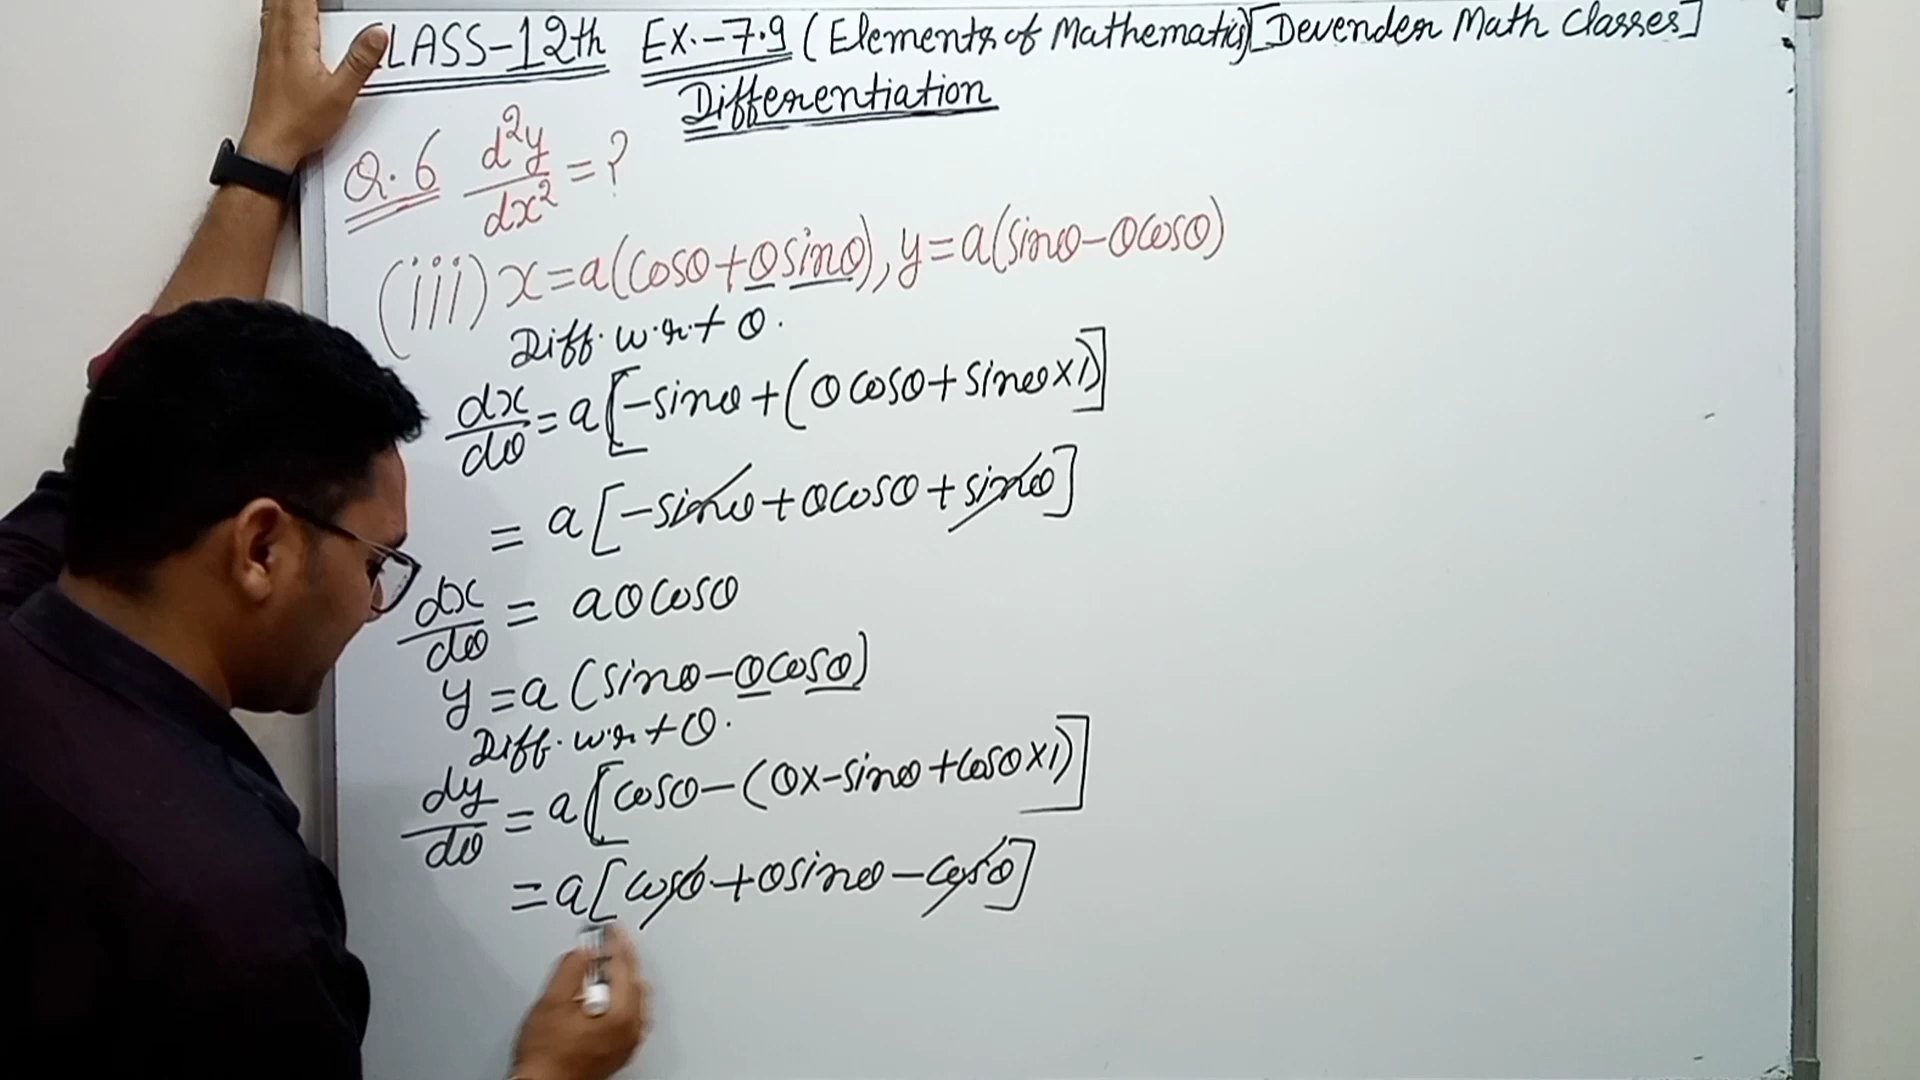 CLASS-12th Ex.-7.9 (Elements of Mathematics) [Devender Math Classes]
Differentiation
Q.6 d²y/dx² = ?
(iii) x=a(cosθ+θsinθ), y=a(sinθ-θcosθ)
Diff. w.r.t θ.
dx/dθ = a[-sinθ+(θcosθ+sinθ×1)]
= a[-sinθ+θcosθ+sinθ]
dx/dθ = aθcosθ
y=a(sinθ-θcosθ)
Diff. w.r.t θ.
dy/dθ = a[cosθ-(θ×-sinθ+cosθ×1)]
=a[cosθ+θsinθ-cosθ]